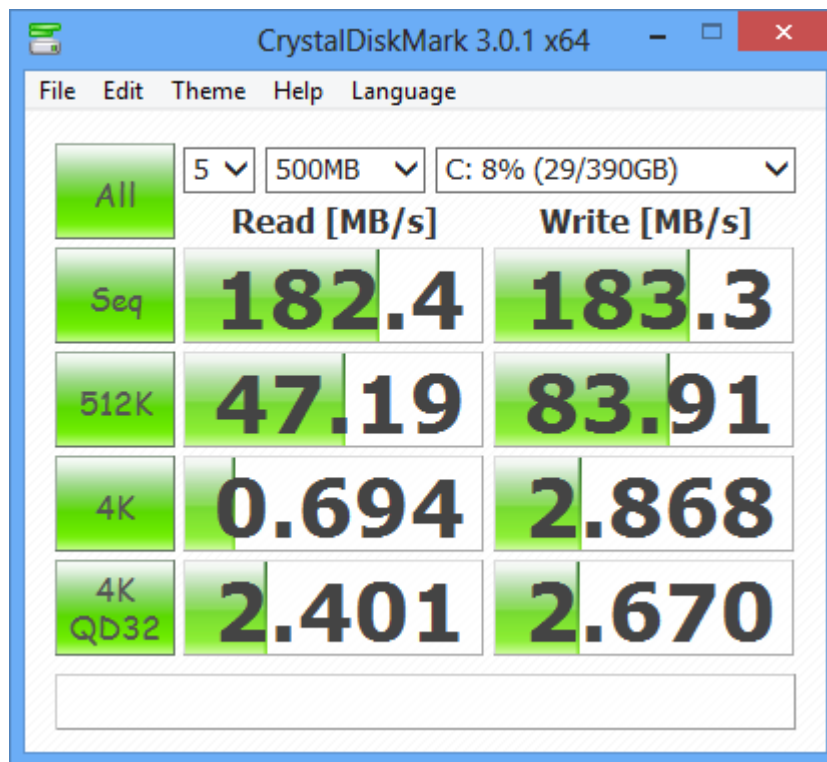 CrystalDiskMark 3.0.1 x64
File Edit Theme Help Language
All 5 500MB C: 8% (29/390GB)
Read [MB/s] Write [MB/s]
Seq 182.4 183.3
512K 47.19 83.91
4K 0.694 2.868
4K
QD32 2.401 2.670